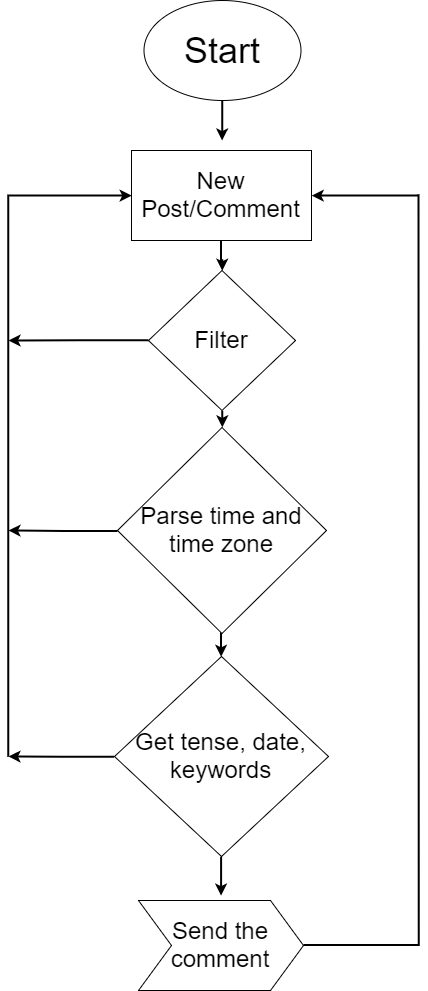 Start
New
Post/Comment
Filter
Parse time and
time zone
Get tense, date,
keywords
Send the
comment